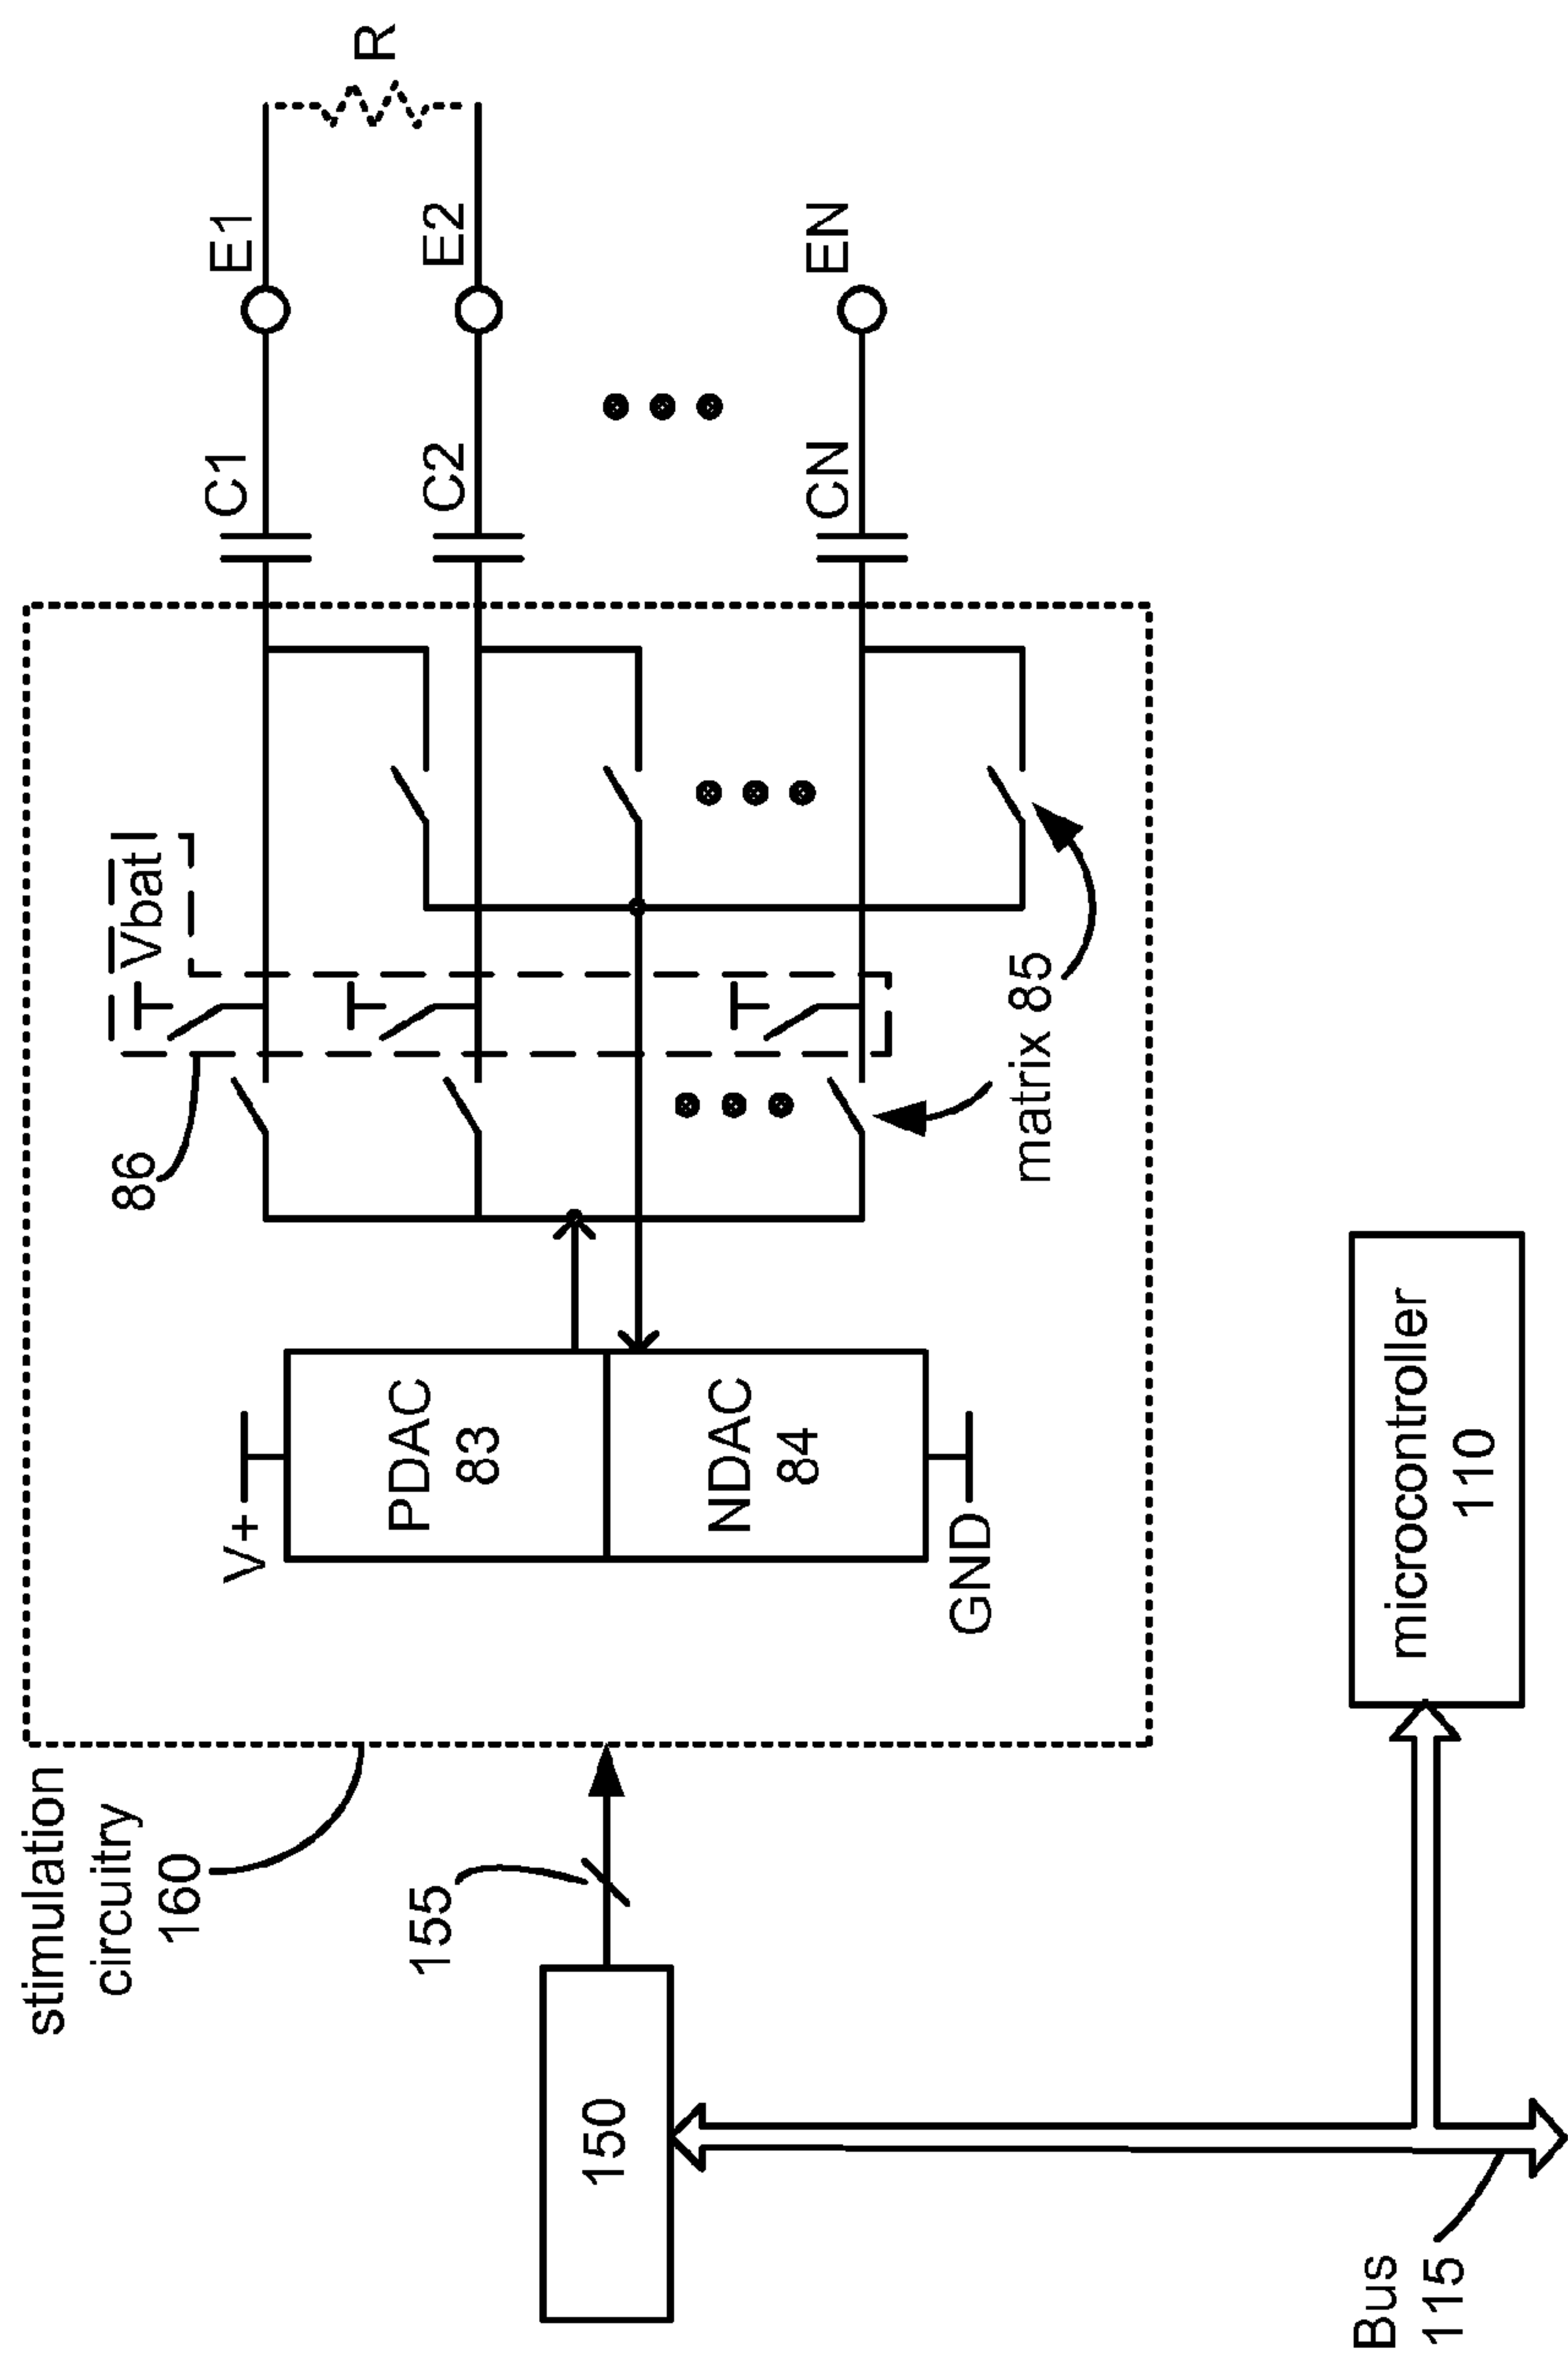 stimulation
circuitry
160
155
150
Bus
115
microcontroller
110
V+
PDAC
83
NDAC
84
GND
86
Vbat
matrix 85
C1
C2
CN
E1
E2
EN
R